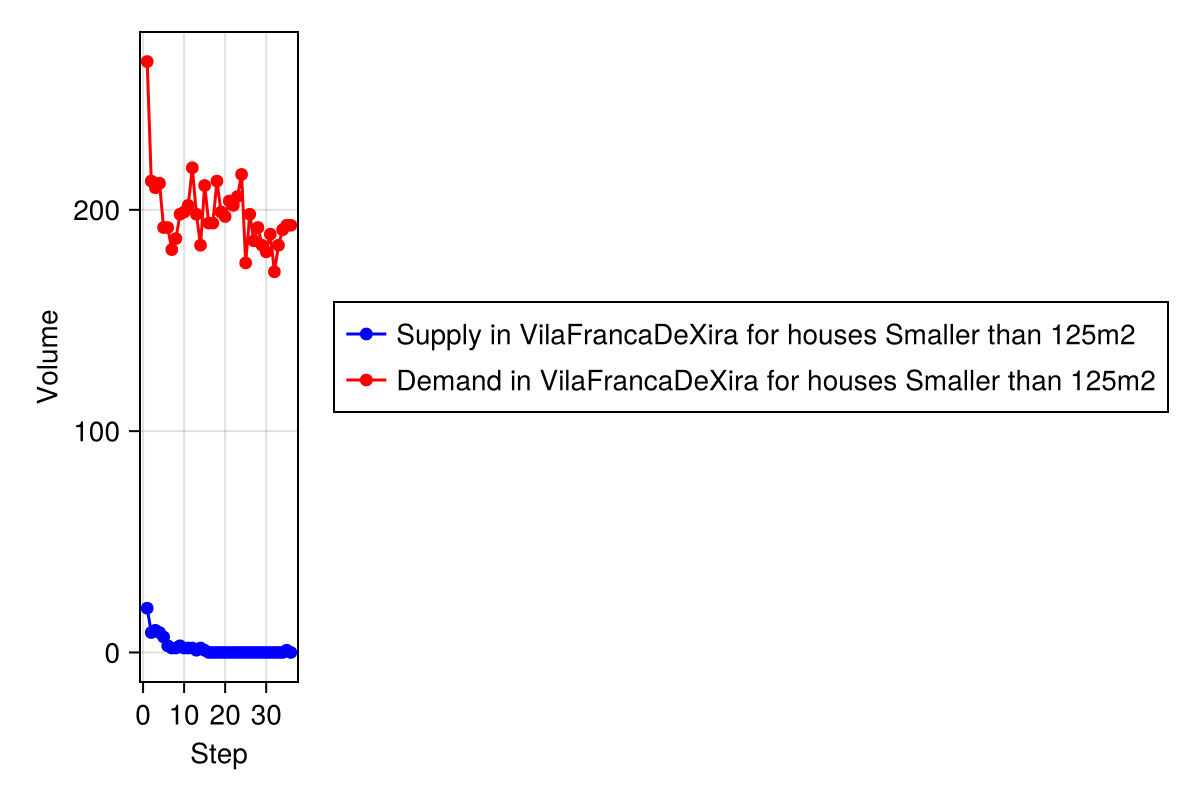 Volume
200
100
0
0 10 20 30
Step
Supply in VilaFrancaDeXira for houses Smaller than 125m2
Demand in VilaFrancaDeXira for houses Smaller than 125m2